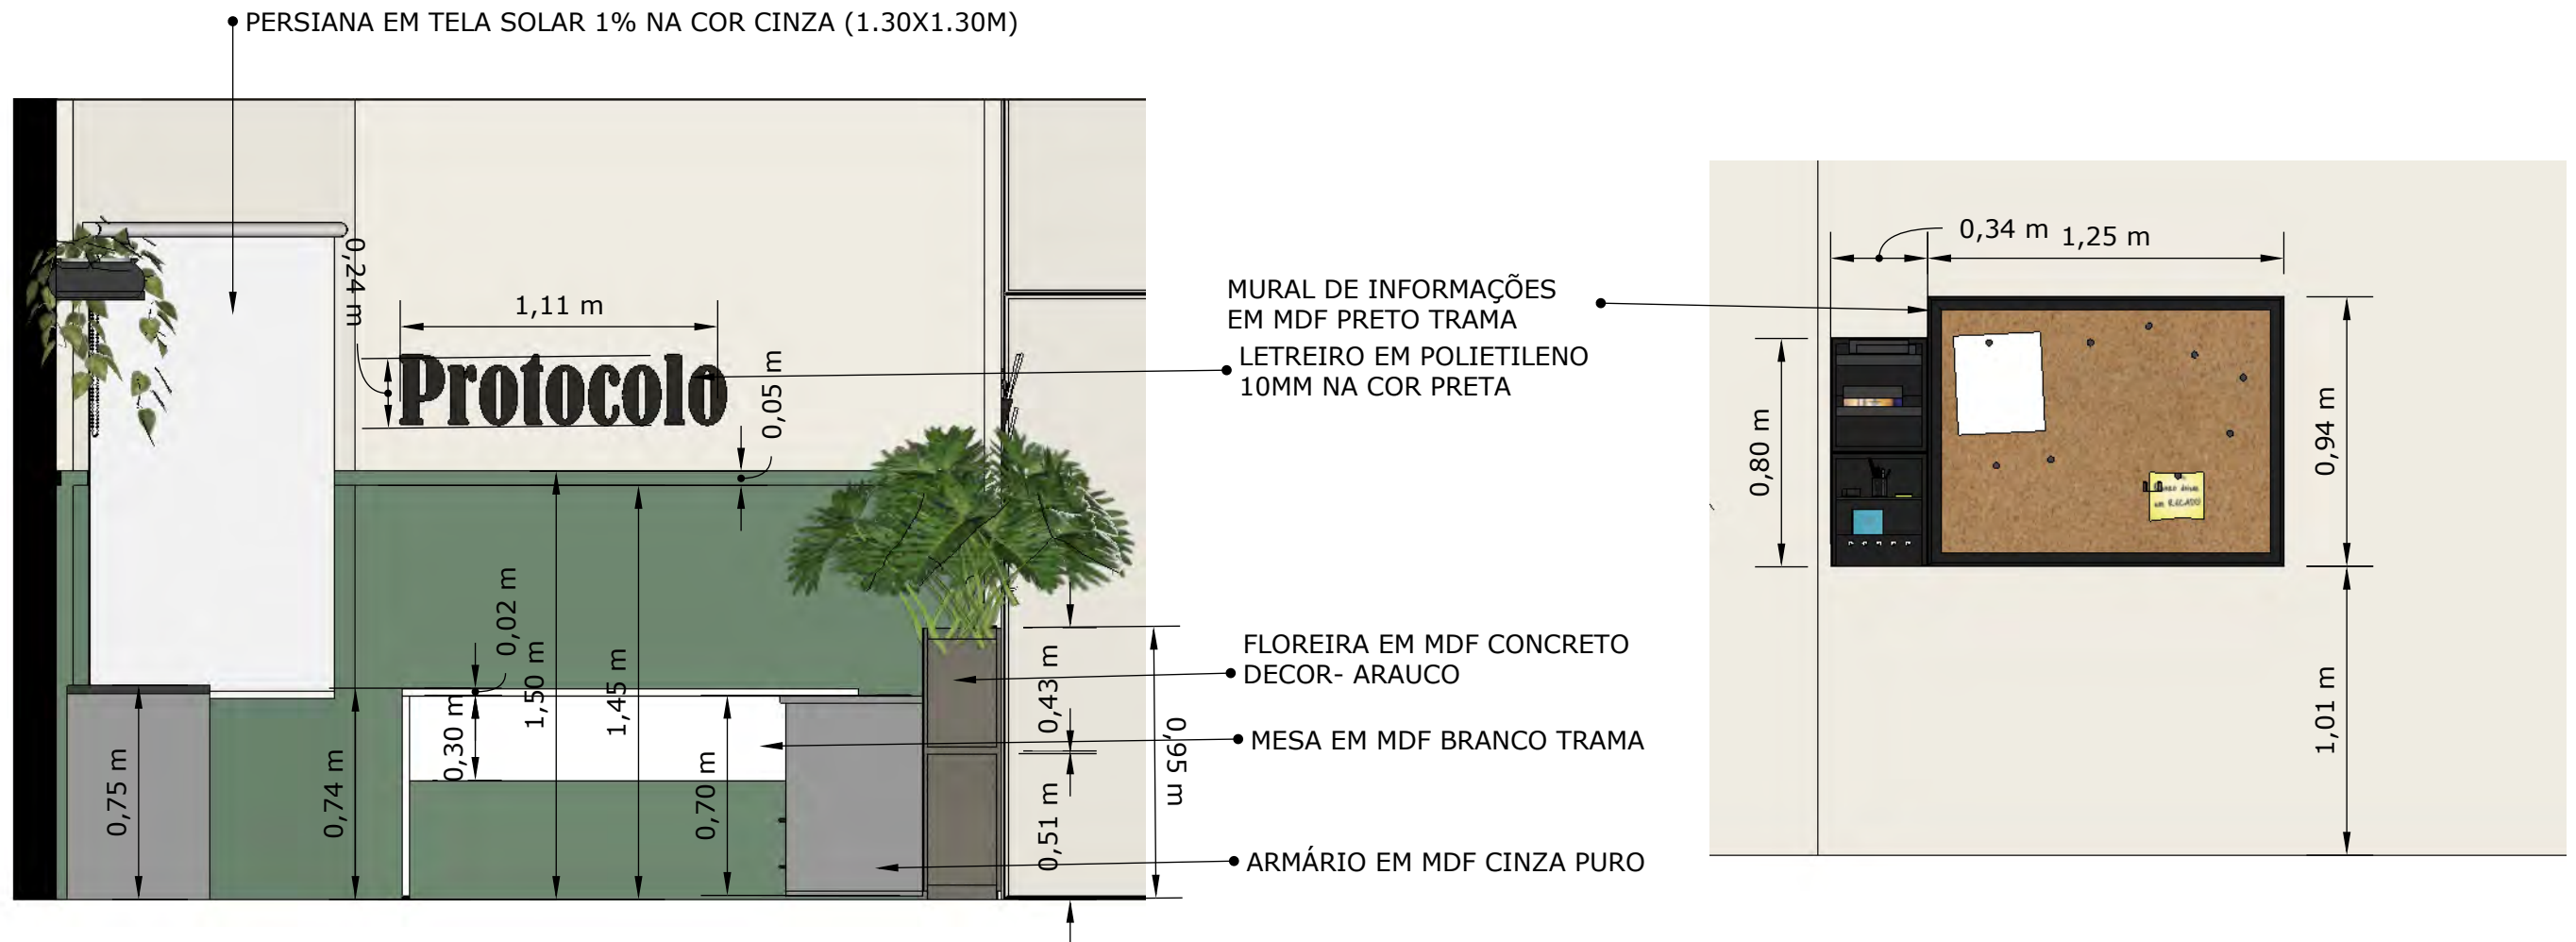 PERSIANA EM TELA SOLAR 1% NA COR CINZA (1.30X1.30M)
0,24 m
1,11 m
Protocolo
0,05 m
0,02 m
1,50 m
1,45 m
0,30 m
0,75 m
0,74 m
0,70 m
0,43 m
0,51 m
0,95 m
MURAL DE INFORMAÇÕES
EM MDF PRETO TRAMA
LETREIRO EM POLIETILENO
10MM NA COR PRETA
FLOREIRA EM MDF CONCRETO
DECOR- ARAUCO
MESA EM MDF BRANCO TRAMA
ARMÁRIO EM MDF CINZA PURO
0,34 m
1,25 m
0,80 m
0,94 m
1,01 m
em RECADO